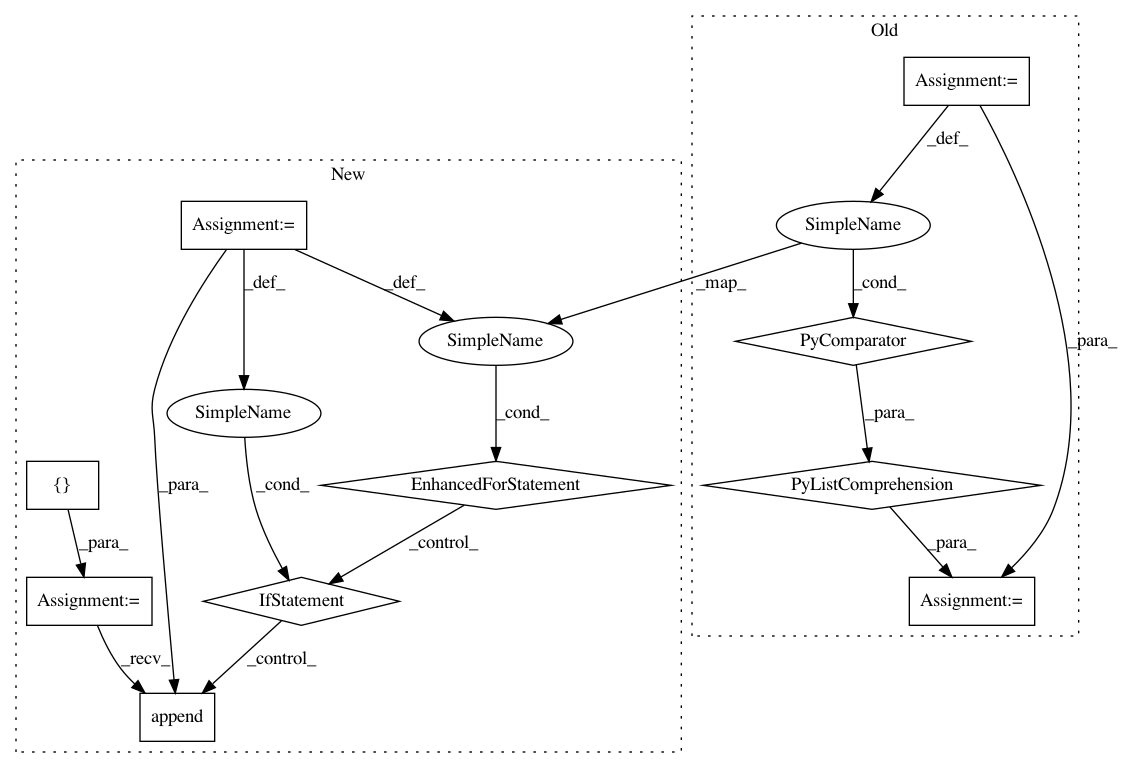 Old
Assignment:=
_def_
New
Assignment:=
SimpleName
_def_
_def_
_map_
_cond_
SimpleName
PyComparator
_para_
SimpleName
_cond_
_para_
{}
_para_
_cond_
EnhancedForStatement
PyListComprehension
_para_
_control_
_para_
Assignment:=
IfStatement
Assignment:=
_recv_
_control_
append